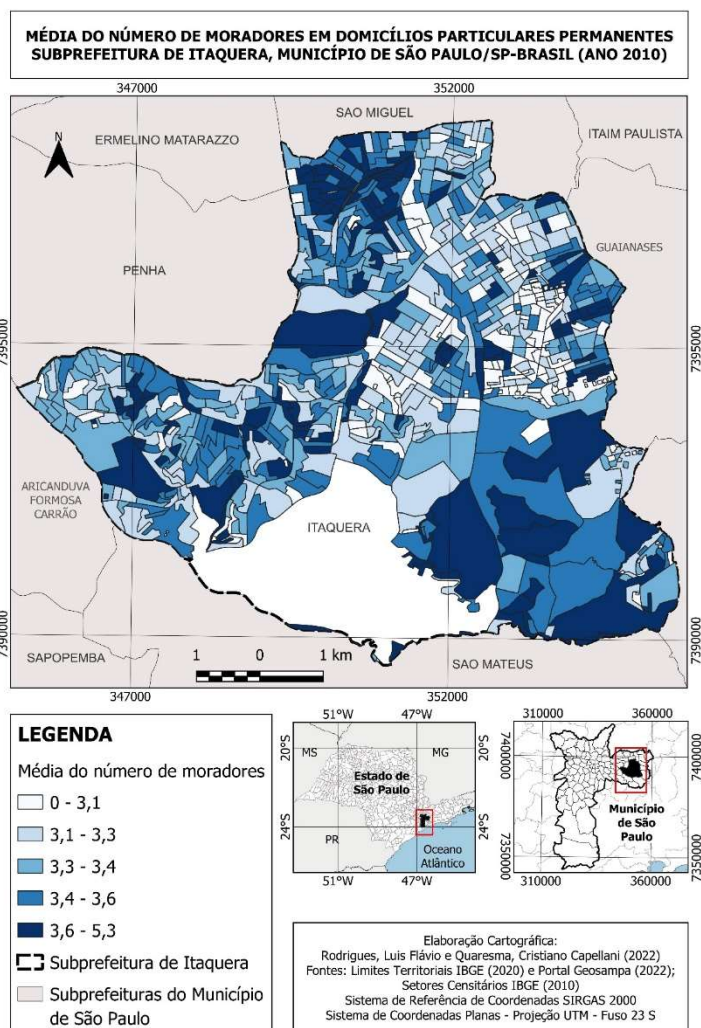 MÉDIA DO NÚMERO DE MORADORES EM DOMICÍLIOS PARTICULARES PERMANENTES
SUBPREFEITURA DE ITAQUERA, MUNICÍPIO DE SÃO PAULO/SP-BRASIL (ANO 2010)
347000
352000
SAO MIGUEL
ERMELINO MATARAZZO
ITAIM PAULISTA
N
GUAIANASES
PENHA
7395000
7395000
ARICANDUVA
FORMOSA
CARRÃO
ITAQUERA
7390000
7390000
1 0 1 km
SAPOPEMBA
SAO MATEUS
347000
352000
LEGENDA
Média do número de moradores
0 - 3,1
3,1 - 3,3
3,3 - 3,4
3,4 - 3,6
3,6 - 5,3
Subprefeitura de Itaquera
Subprefeituras do Município
de São Paulo
51°W
47°W
20°S
20°S
MS
MG
Estado de
São Paulo
24°S
24°S
PR
Oceano
Atlântico
51°W
47°W
310000
360000
7400000
7400000
Município
de São
Paulo
7350000
7350000
310000
360000
Elaboração Cartográfica:
Rodrigues, Luis Flávio e Quaresma, Cristiano Capellani (2022)
Fontes: Limites Territoriais IBGE (2020) e Portal Geosampa (2022);
Setores Censitários IBGE (2010)
Sistema de Referência de Coordenadas SIRGAS 2000
Sistema de Coordenadas Planas - Projeção UTM - Fuso 23 S